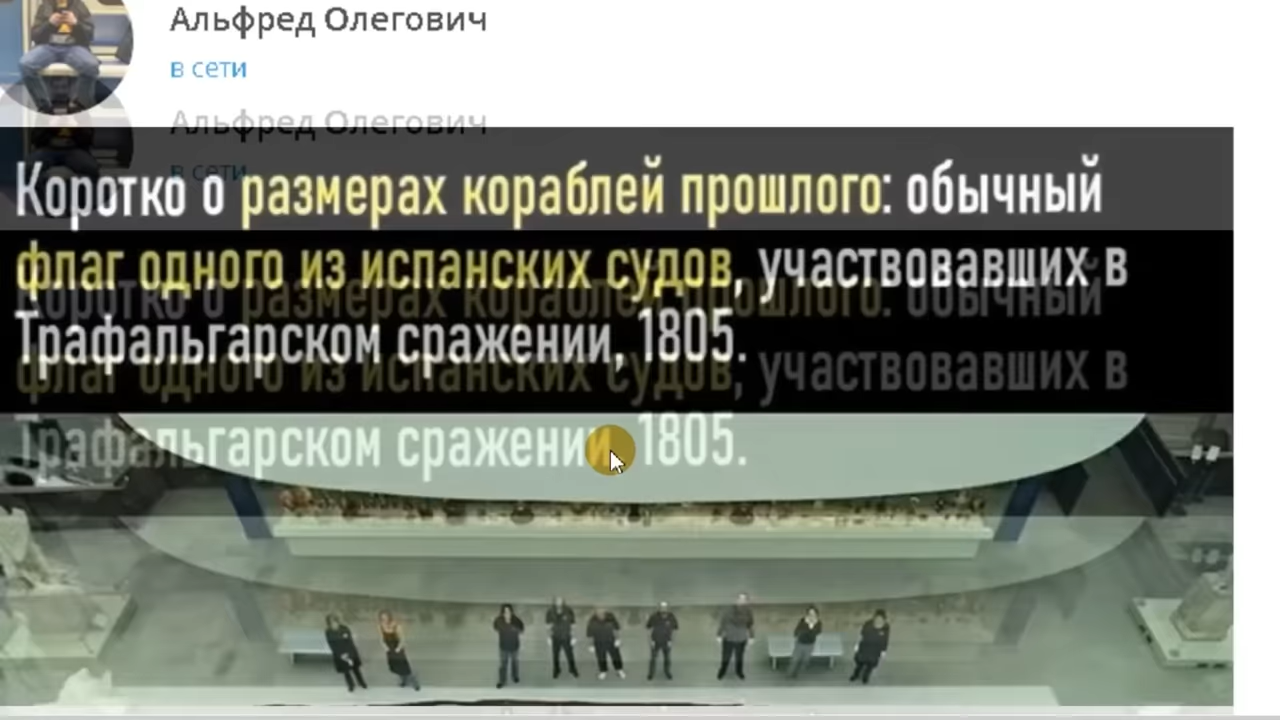 Альфред Олегович
в сети
Альфред Олегович
в сети
Коротко о размерах кораблей прошлого: обычный
флаг одного из испанских судов, участвовавших в
Коротко о размерах кораблей прошлого: обычный
Трафальгарском сражении, 1805.
флаг одного из испанских судов, участвовавших в
Трафальгарском сражении, 1805.